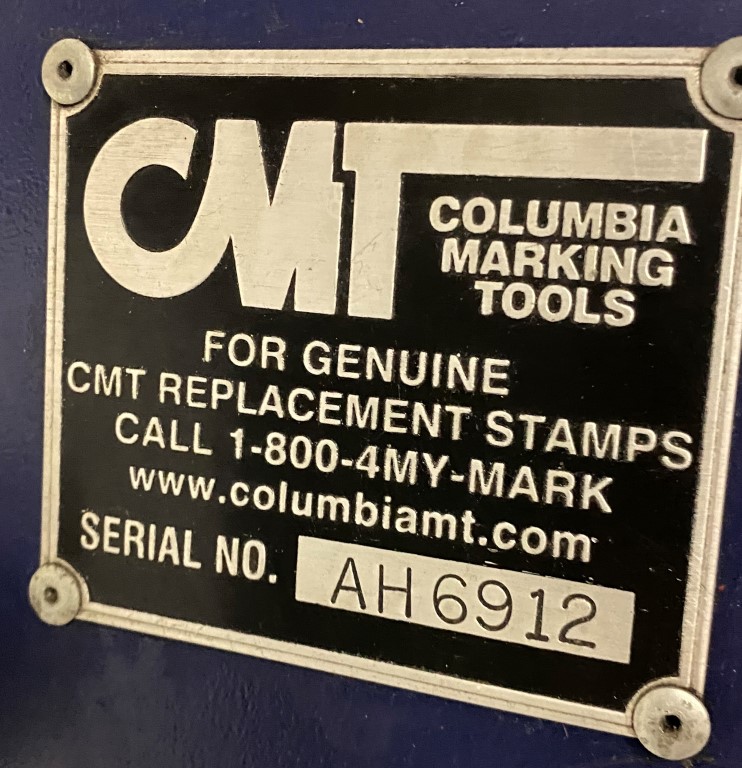 CMT
COLUMBIA
MARKING
TOOLS
FOR GENUINE
CMT REPLACEMENT STAMPS
CALL 1-800-4MY-MARK
www.columbiamt.com
SERIAL NO. AH6912